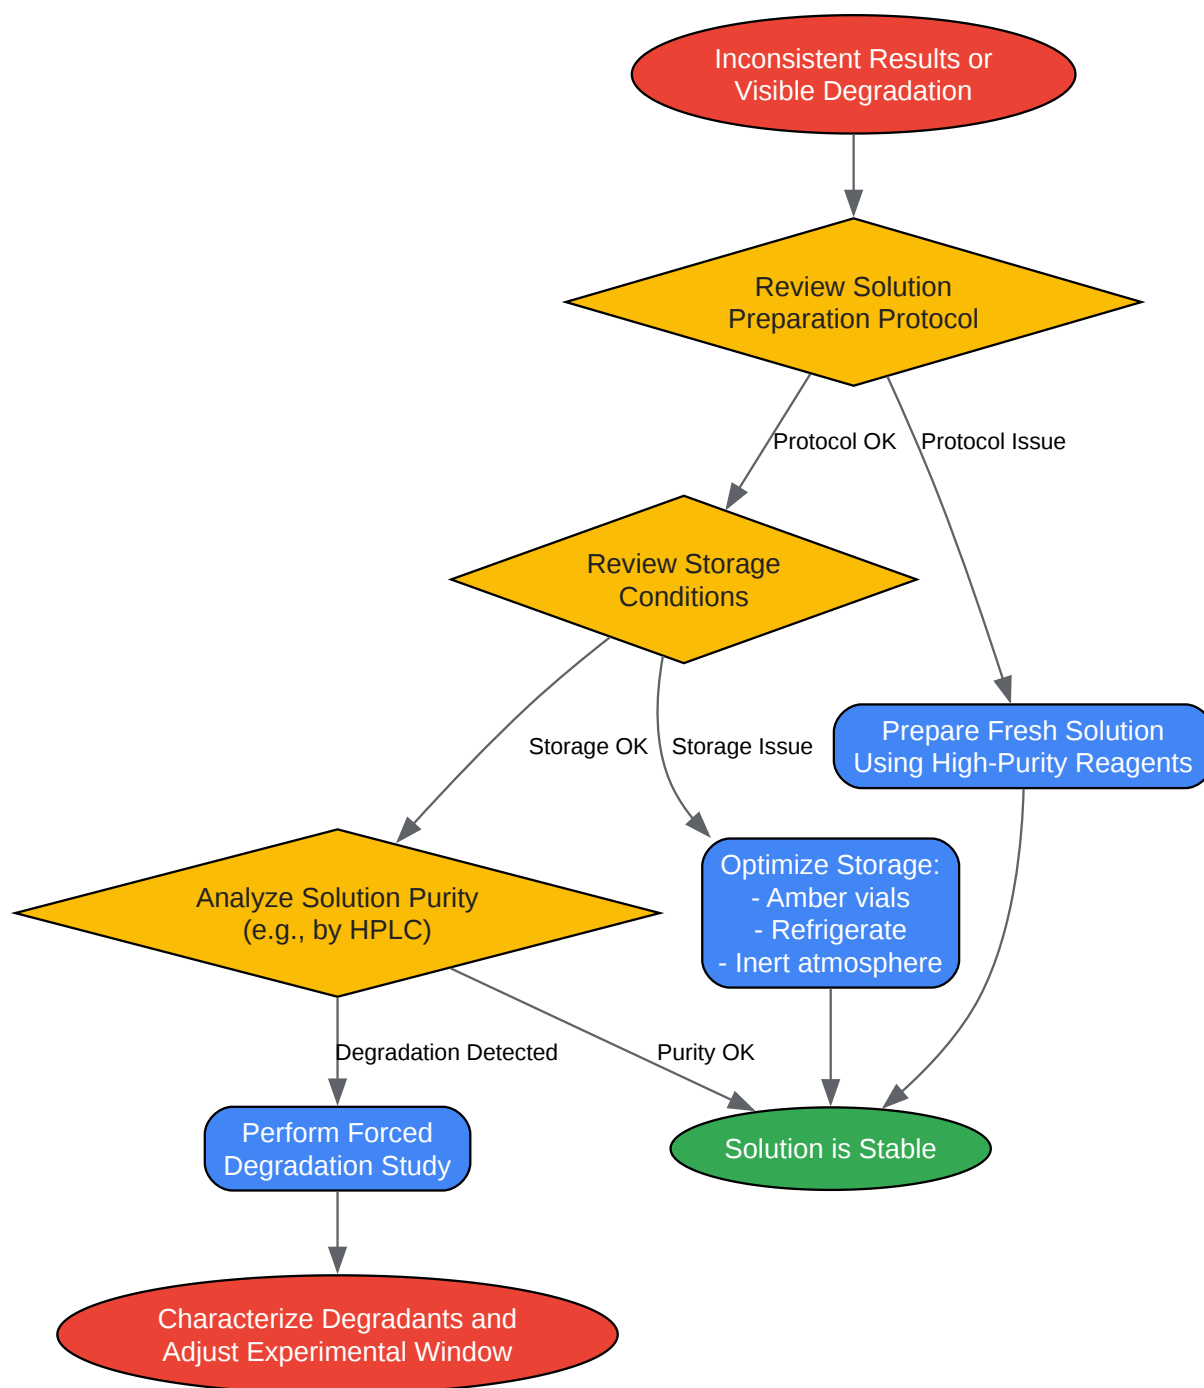 Inconsistent Results or
Visible Degradation
Review Solution
Preparation Protocol
Protocol OK
Protocol Issue
Review Storage
Conditions
Storage OK
Storage Issue
Prepare Fresh Solution
Using High-Purity Reagents
Optimize Storage:
- Amber vials
- Refrigerate
- Inert atmosphere
Analyze Solution Purity
(e.g., by HPLC)
Degradation Detected
Purity OK
Perform Forced
Degradation Study
Solution is Stable
Characterize Degradants and
Adjust Experimental Window